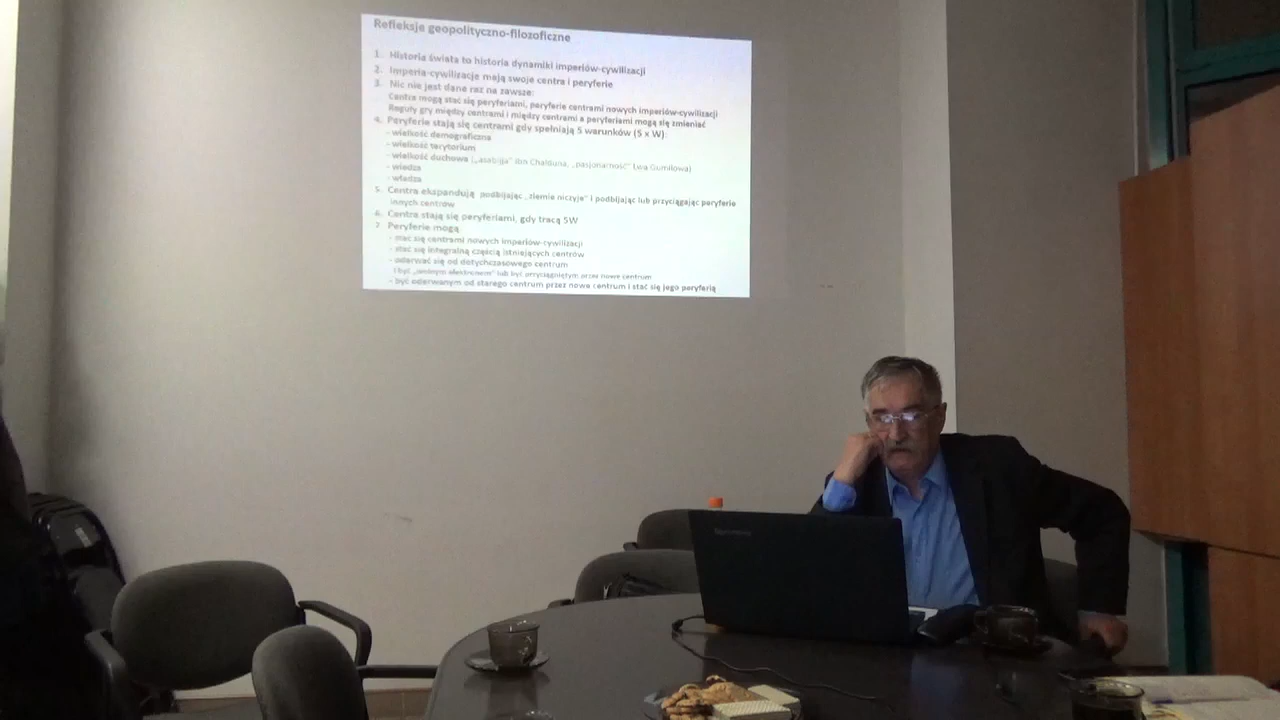 Refleksje geopolityczno-filozoficzne
1. Historia świata to historia dynamiki imperiów-cywilizacji
2. Imperia-cywilizacje mają swoje centra i peryferie
3. Nic nie jest dane raz na zawsze:
Centra mogą stać się peryferiami, peryferie centrami nowych imperiów-cywilizacji
Reguły gry między centrami i między centrami a peryferiami mogą się zmieniać
4. Peryferie stają się centrami gdy spełniają 5 warunków (5 x W):
- wielkość demograficzna
- wielkość terytorium
- wielkość duchowa („asabijja" ibn Chalduna, „pasjonarność" Lwa Gumilowa)
- wiedza
- władza
5. Centra ekspandują podbijając „ziemie niczyje" i podbijając lub przyciągając peryferie
innych centrów
6. Centra stają się peryferiami, gdy tracą 5W
7 Peryferie mogą
- stać się centrami nowych imperiów-cywilizacji
- stać się integralną częścią istniejących centrów
- oderwać się od dotychczasowego centrum
i być „wolnym elektronem" lub być przyciągniętym przez nowe centrum
- być oderwanym od starego centrum przez nowe centrum i stać się jego peryferią